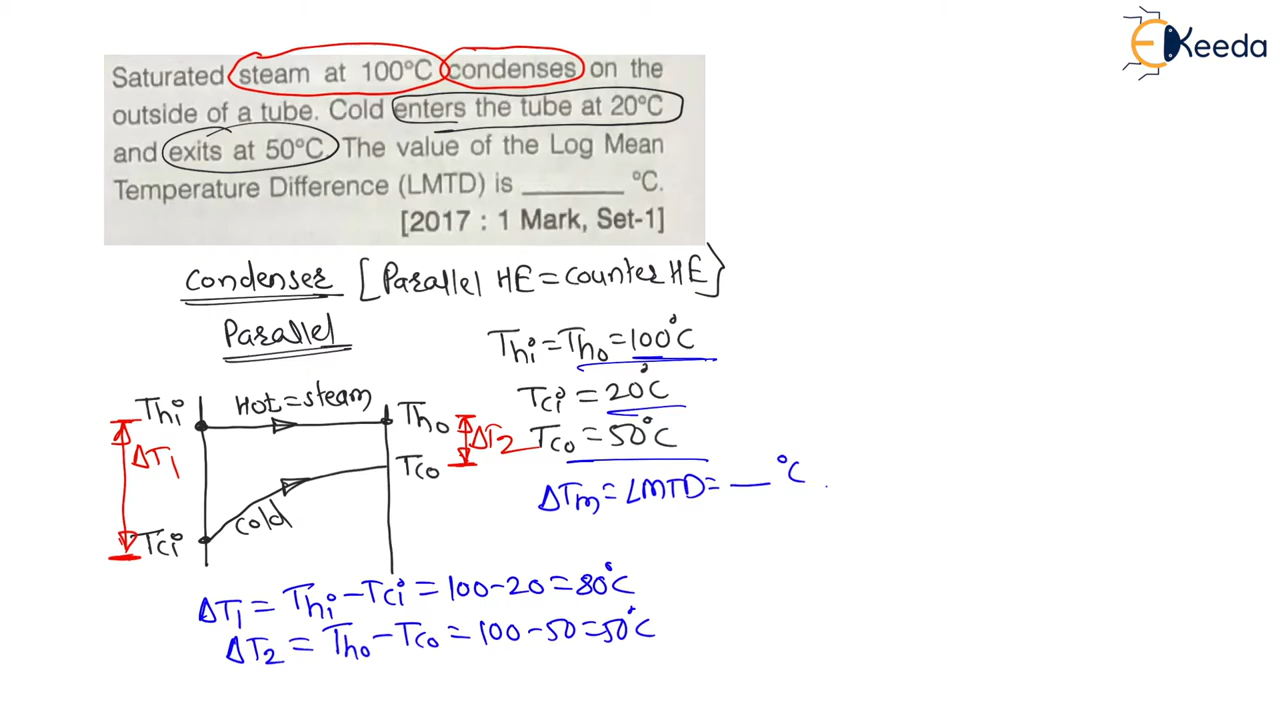 EKeeda
Saturated steam at 100°C condenses on the
outside of a tube. Cold enters the tube at 20°C
and exits at 50°C. The value of the Log Mean
Temperature Difference (LMTD) is ________ °C.
[2017 : 1 Mark, Set-1]
Condenser [Parallel HE = counter HE}
Parallel
Thi = Tho = 100°C
Tci = 20°C
Tco = 50°C
ΔTm = LMTD = __ °C
Thi Hot = steam Tho
ΔT1 ΔT2
Tco
cold
Tci
ΔT1 = Thi - Tci = 100 - 20 = 80°C
ΔT2 = Tho - Tco = 100 - 50 = 50°C